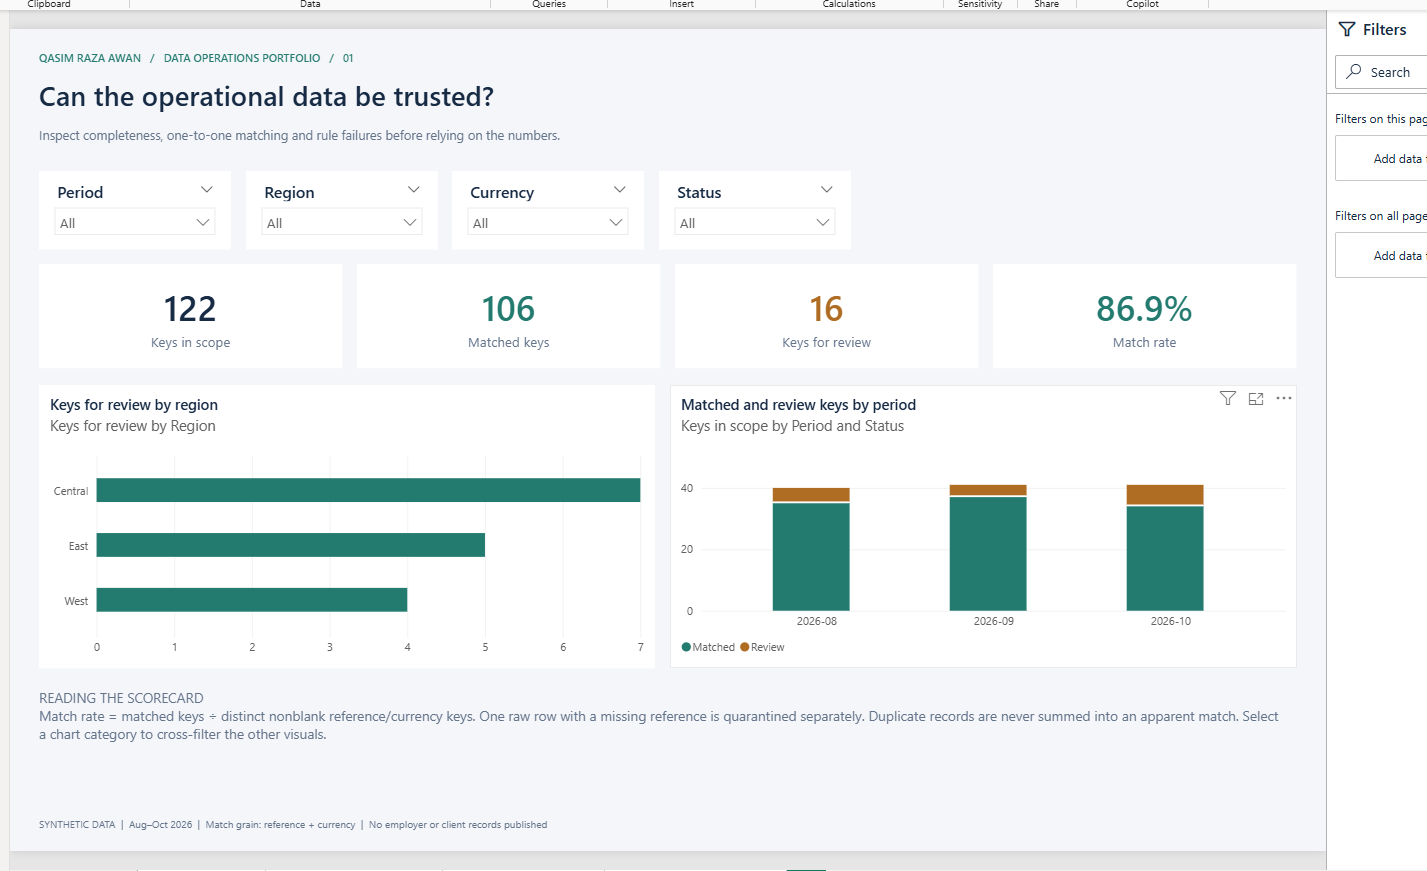 Clipboard Data Queries Insert Calculations Sensitivity Share Copilot
QASIM RAZA AWAN / DATA OPERATIONS PORTFOLIO / 01
Can the operational data be trusted?
Inspect completeness, one-to-one matching and rule failures before relying on the numbers.
Period
All
Region
All
Currency
All
Status
All
122
Keys in scope
106
Matched keys
16
Keys for review
86.9%
Match rate
Keys for review by region
Keys for review by Region
Central
East
West
0 1 2 3 4 5 6 7
Matched and review keys by period
Keys in scope by Period and Status
40
20
0
2026-08 2026-09 2026-10
Matched Review
READING THE SCORECARD
Match rate = matched keys ÷ distinct nonblank reference/currency keys. One raw row with a missing reference is quarantined separately. Duplicate records are never summed into an apparent match. Select
a chart category to cross-filter the other visuals.
SYNTHETIC DATA | Aug–Oct 2026 | Match grain: reference + currency | No employer or client records published
Filters
Search
Filters on this pag
Add data
Filters on all page
Add data